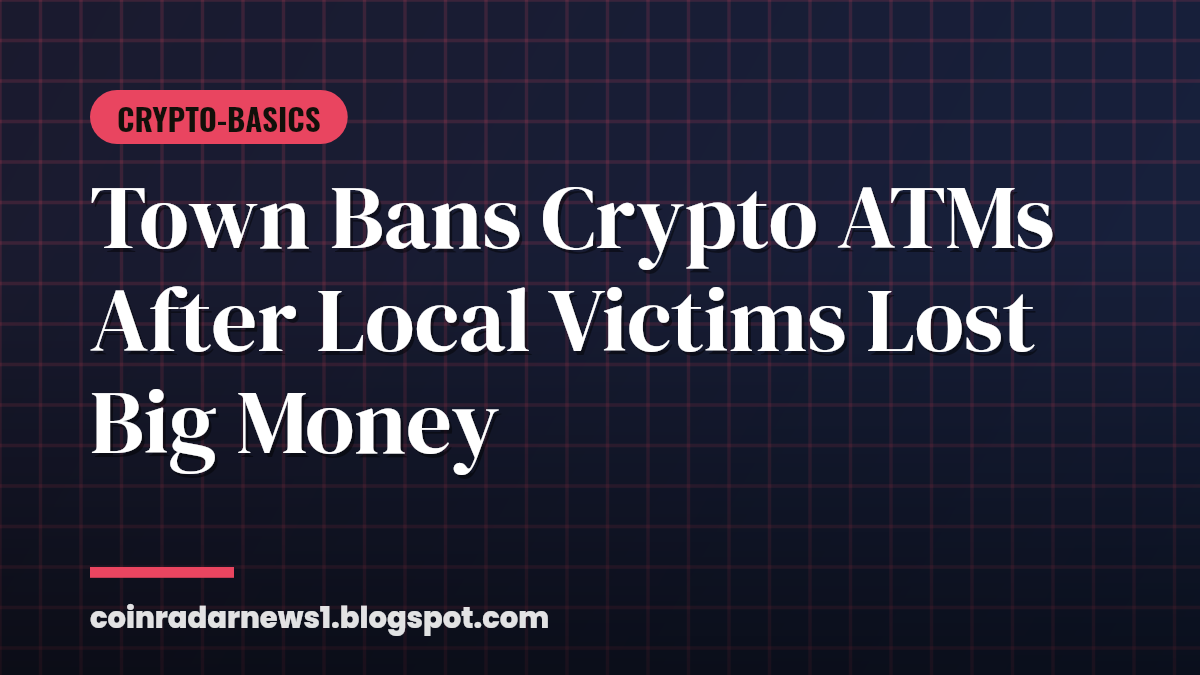 CRYPTO-BASICS
Town Bans Crypto ATMs
After Local Victims Lost
Big Money
coinradarnews1.blogspot.com